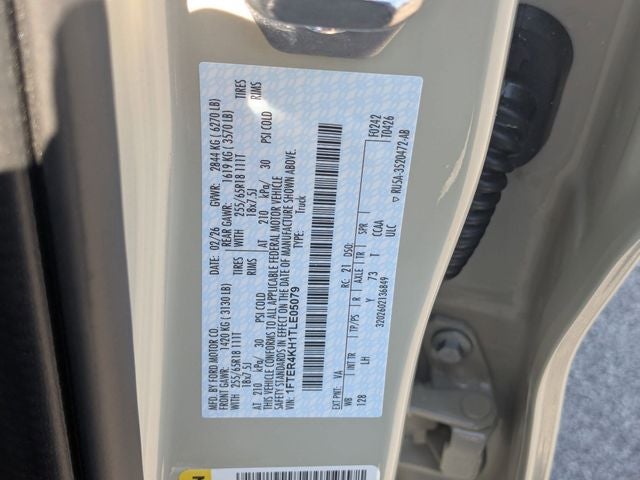 MFD. BY FORD MOTOR CO.
DATE: 02/26 GVWR: 2844 KG ( 6270 LB)
FRONT GAWR: 1420 KG ( 3130 LB) REAR GAWR: 1619 KG ( 3570 LB)
WITH 255/65R18 111T TIRES WITH 255/65R18 111T TIRES
18x7.5J RIMS 18x7.5J RIMS
AT 210 kPa/ 30 PSI COLD AT 210 kPa/ 30 PSI COLD
THIS VEHICLE CONFORMS TO ALL APPLICABLE FEDERAL MOTOR VEHICLE
SAFETY STANDARDS IN EFFECT ON THE DATE OF MANUFACTURE SHOWN ABOVE.
VIN: 1FTER4KH1TLE05079 TYPE: Truck
F0242
T0426
EXT PNT: VA RC: 21 DSO:
WB INT TR TP/PS R AXLE TR SPR
128 LH Y 73 T CCAA
ULC
3202602136849
▽ RU5A-3520472-AB